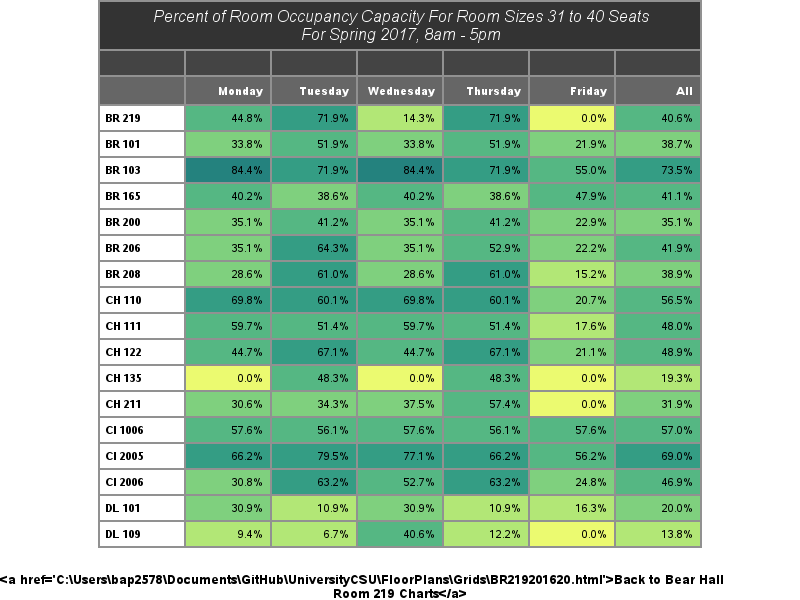 Percent of Room Occupancy Capacity For Room Sizes 31 to 40 Seats
For Spring 2017, 8am - 5pm
Monday Tuesday Wednesday Thursday Friday All
BR 219 44.8% 71.9% 14.3% 71.9% 0.0% 40.6%
BR 101 33.8% 51.9% 33.8% 51.9% 21.9% 38.7%
BR 103 84.4% 71.9% 84.4% 71.9% 55.0% 73.5%
BR 165 40.2% 38.6% 40.2% 38.6% 47.9% 41.1%
BR 200 35.1% 41.2% 35.1% 41.2% 22.9% 35.1%
BR 206 35.1% 64.3% 35.1% 52.9% 22.2% 41.9%
BR 208 28.6% 61.0% 28.6% 61.0% 15.2% 38.9%
CH 110 69.8% 60.1% 69.8% 60.1% 20.7% 56.5%
CH 111 59.7% 51.4% 59.7% 51.4% 17.6% 48.0%
CH 122 44.7% 67.1% 44.7% 67.1% 21.1% 48.9%
CH 135 0.0% 48.3% 0.0% 48.3% 0.0% 19.3%
CH 211 30.6% 34.3% 37.5% 57.4% 0.0% 31.9%
CI 1006 57.6% 56.1% 57.6% 56.1% 57.6% 57.0%
CI 2005 66.2% 79.5% 77.1% 66.2% 56.2% 69.0%
CI 2006 30.8% 63.2% 52.7% 63.2% 24.8% 46.9%
DL 101 30.9% 10.9% 30.9% 10.9% 16.3% 20.0%
DL 109 9.4% 6.7% 40.6% 12.2% 0.0% 13.8%
<a href='C:\Users\bap2578\Documents\GitHub\UniversityCSU\FloorPlans\Grids\BR219201620.html'>Back to Bear Hall
Room 219 Charts</a>